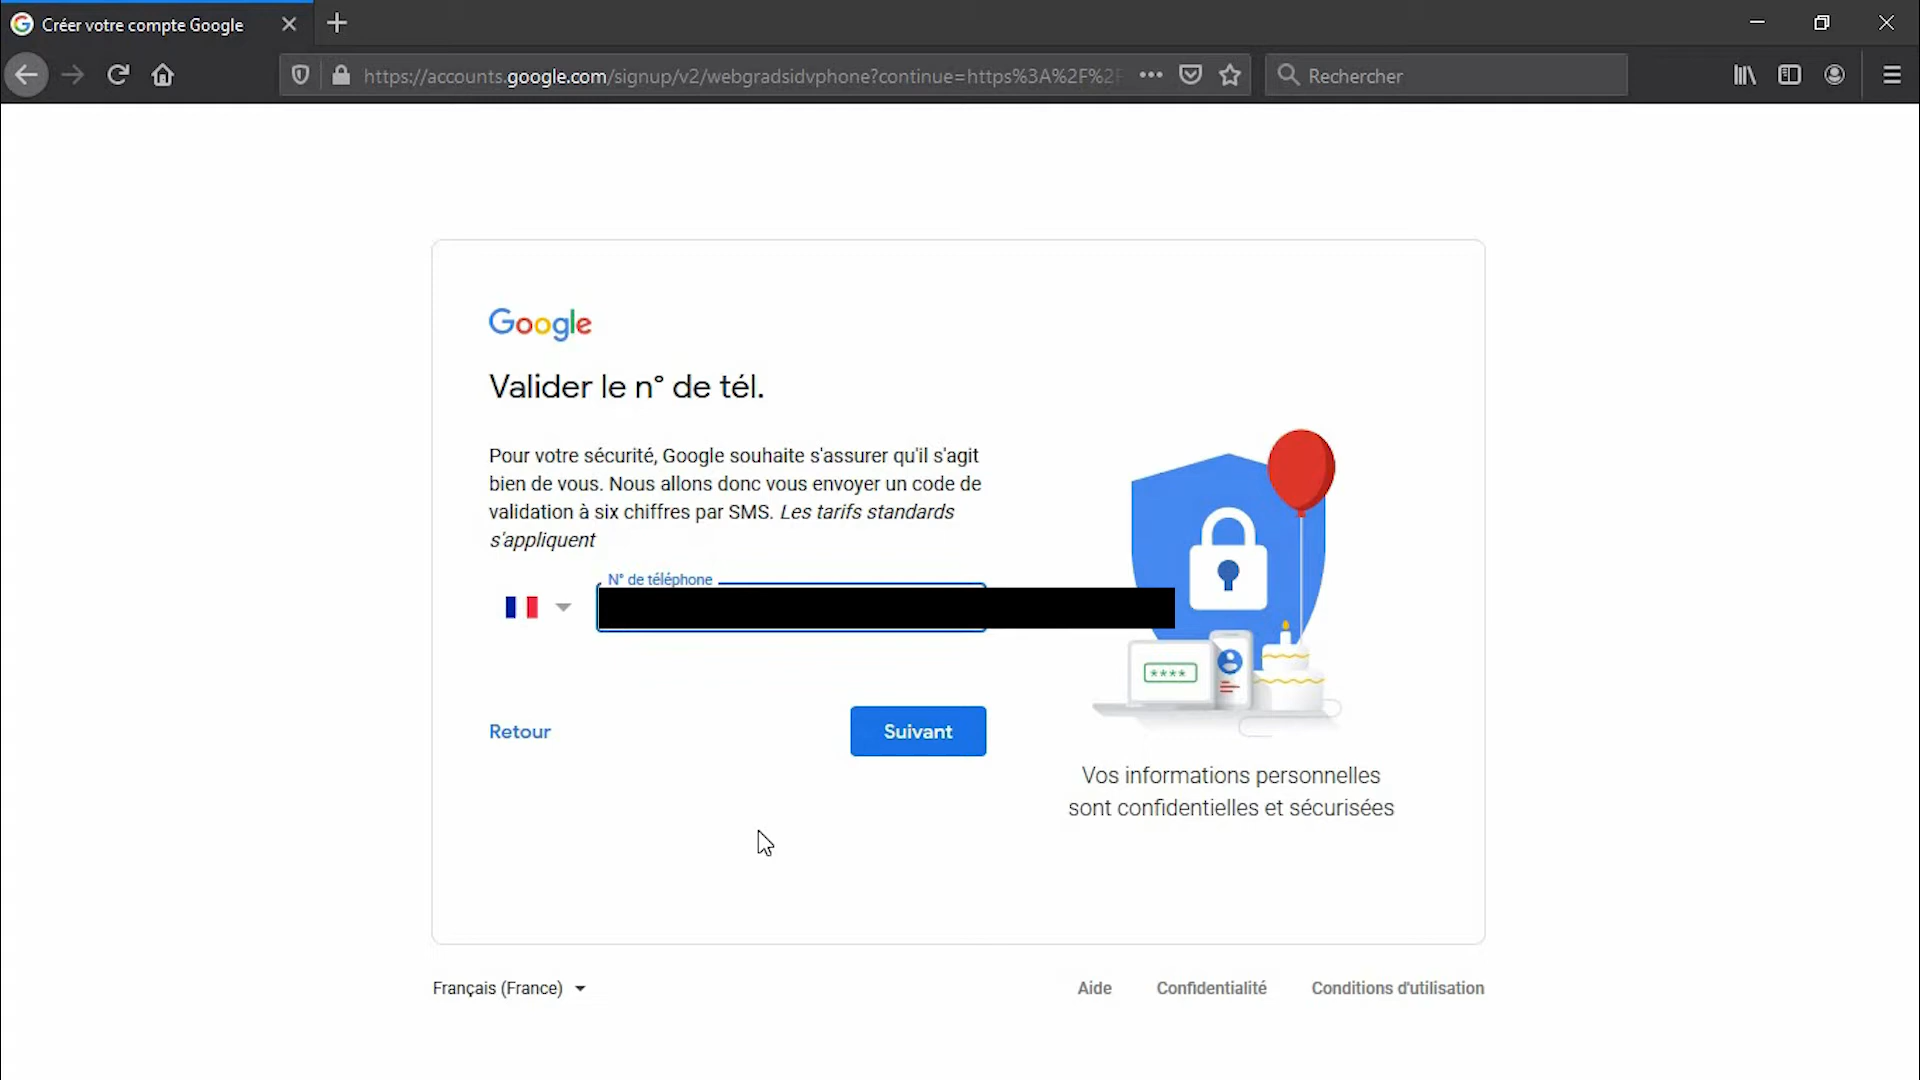 Créer votre compte Google
https://accounts.google.com/signup/v2/webgradsidvphone?continue=https%3A%2F%2F
Rechercher
Google
Valider le n° de tél.
Pour votre sécurité, Google souhaite s'assurer qu'il s'agit
bien de vous. Nous allons donc vous envoyer un code de
validation à six chiffres par SMS. Les tarifs standards
s'appliquent
N° de téléphone
****
Retour
Suivant
Vos informations personnelles
sont confidentielles et sécurisées
Français (France)
Aide
Confidentialité
Conditions d'utilisation